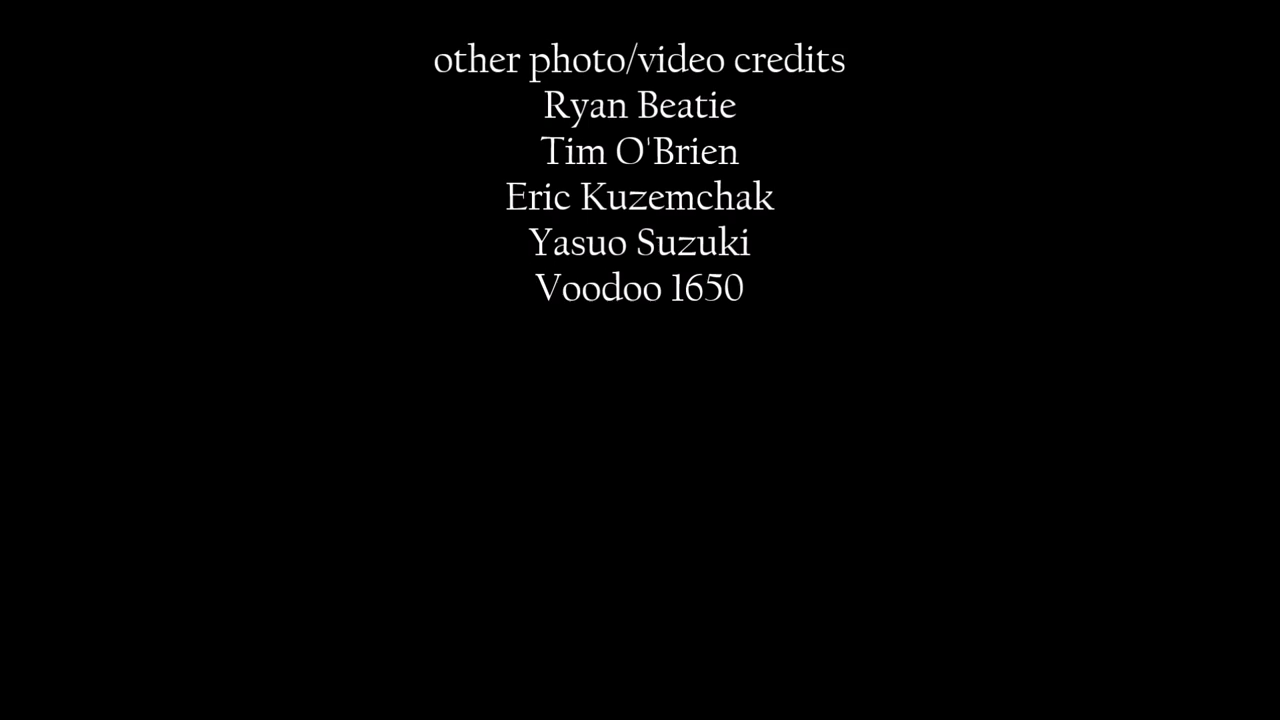 other photo/video credits
Ryan Beatie
Tim O'Brien
Eric Kuzemchak
Yasuo Suzuki
Voodoo 1650